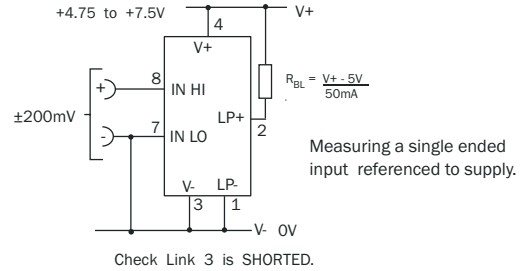 +4.75 to +7.5V
V+
4
V+
8
+
IN HI
R_BL = V+ - 5V
50mA
±200mV
LP+
7
2
-
IN LO
Measuring a single ended
input referenced to supply.
V- LP-
3 1
V- 0V
Check Link 3 is SHORTED.